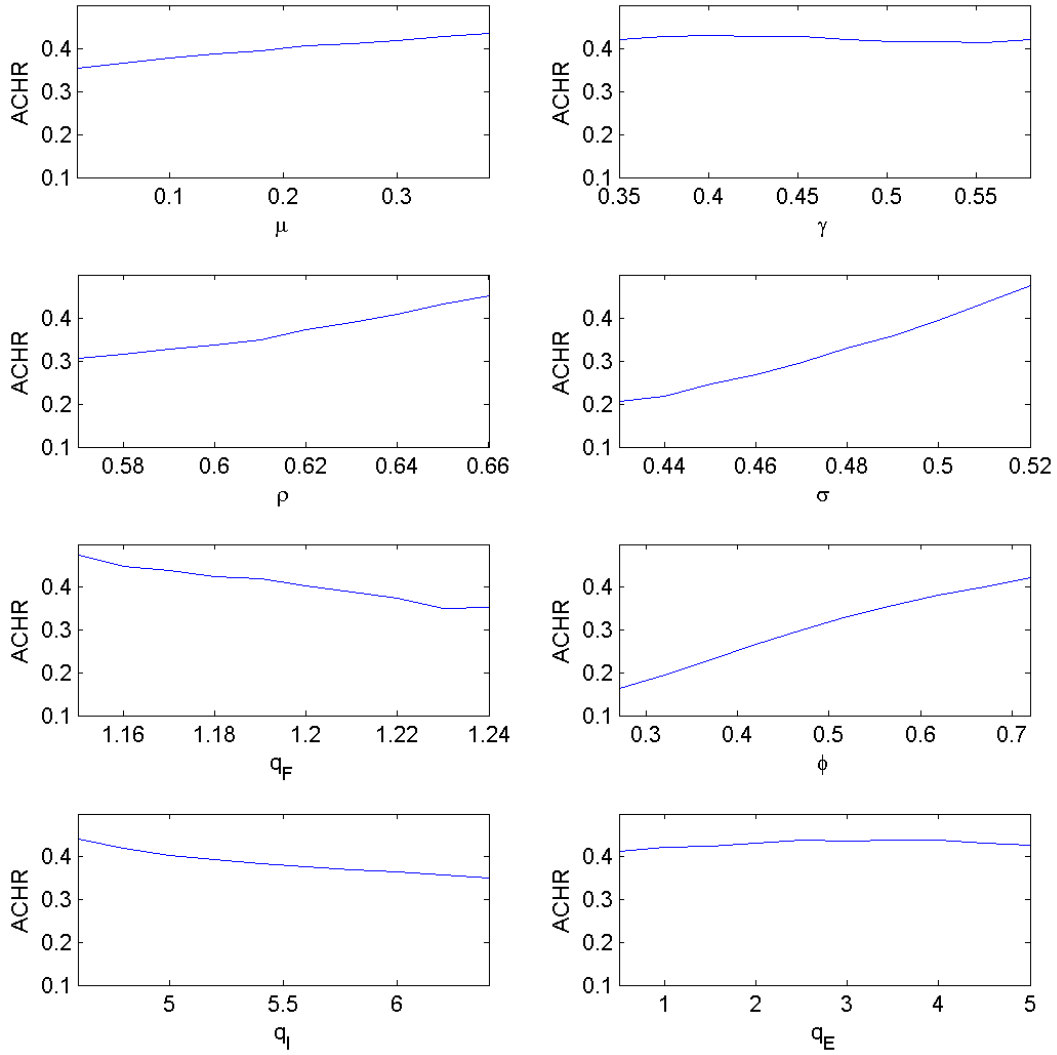 0.4
0.3
0.2
0.1
ACHR
0.1 0.2 0.3
μ
0.4
0.3
0.2
0.1
ACHR
0.35 0.4 0.45 0.5 0.55
γ
0.4
0.3
0.2
0.1
ACHR
0.58 0.6 0.62 0.64 0.66
ρ
0.4
0.3
0.2
0.1
ACHR
0.44 0.46 0.48 0.5 0.52
σ
0.4
0.3
0.2
0.1
ACHR
1.16 1.18 1.2 1.22 1.24
q_F
0.4
0.3
0.2
0.1
ACHR
0.3 0.4 0.5 0.6 0.7
ϕ
0.4
0.3
0.2
0.1
ACHR
5 5.5 6
q_I
0.4
0.3
0.2
0.1
ACHR
1 2 3 4 5
q_E